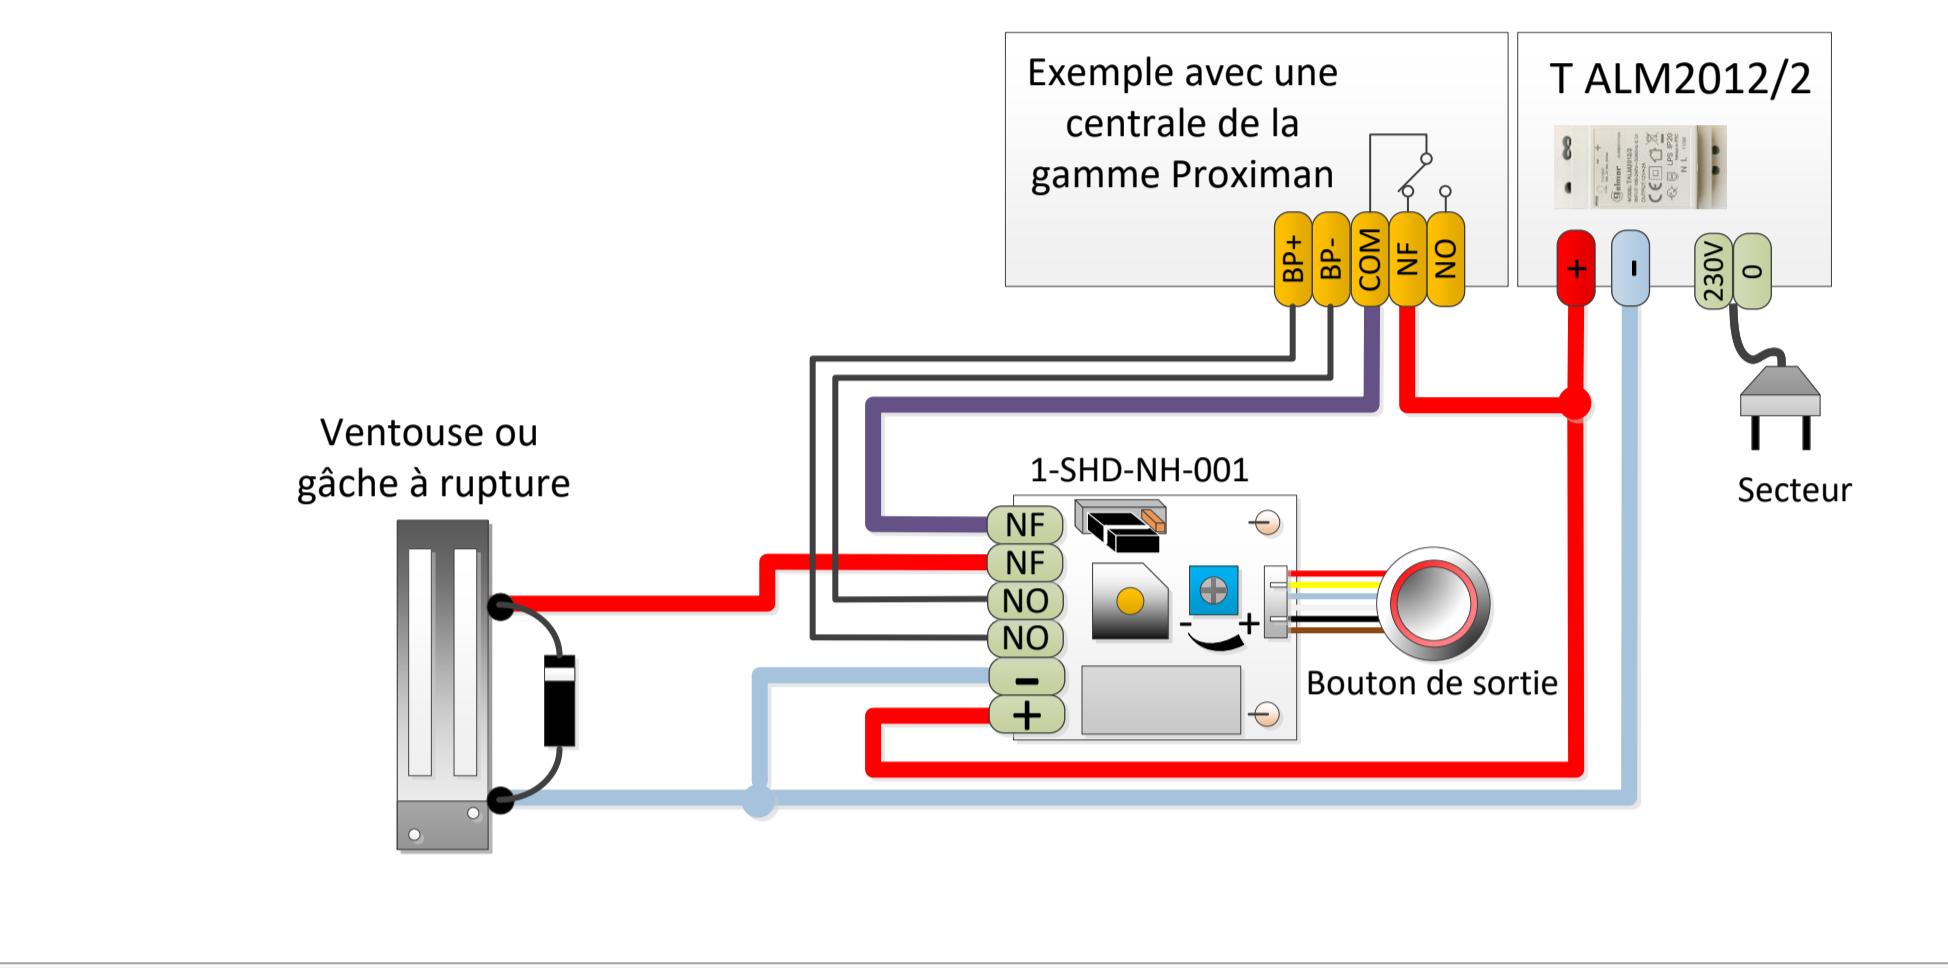 Exemple avec une
centrale de la
gamme Proximan
T ALM2012/2
BP+
BP-
COM
NF
NO
+
-
230V
0
Secteur
Ventouse ou
gâche à rupture
1-SHD-NH-001
NF
NF
NO
NO
-
+
- +
Bouton de sortie